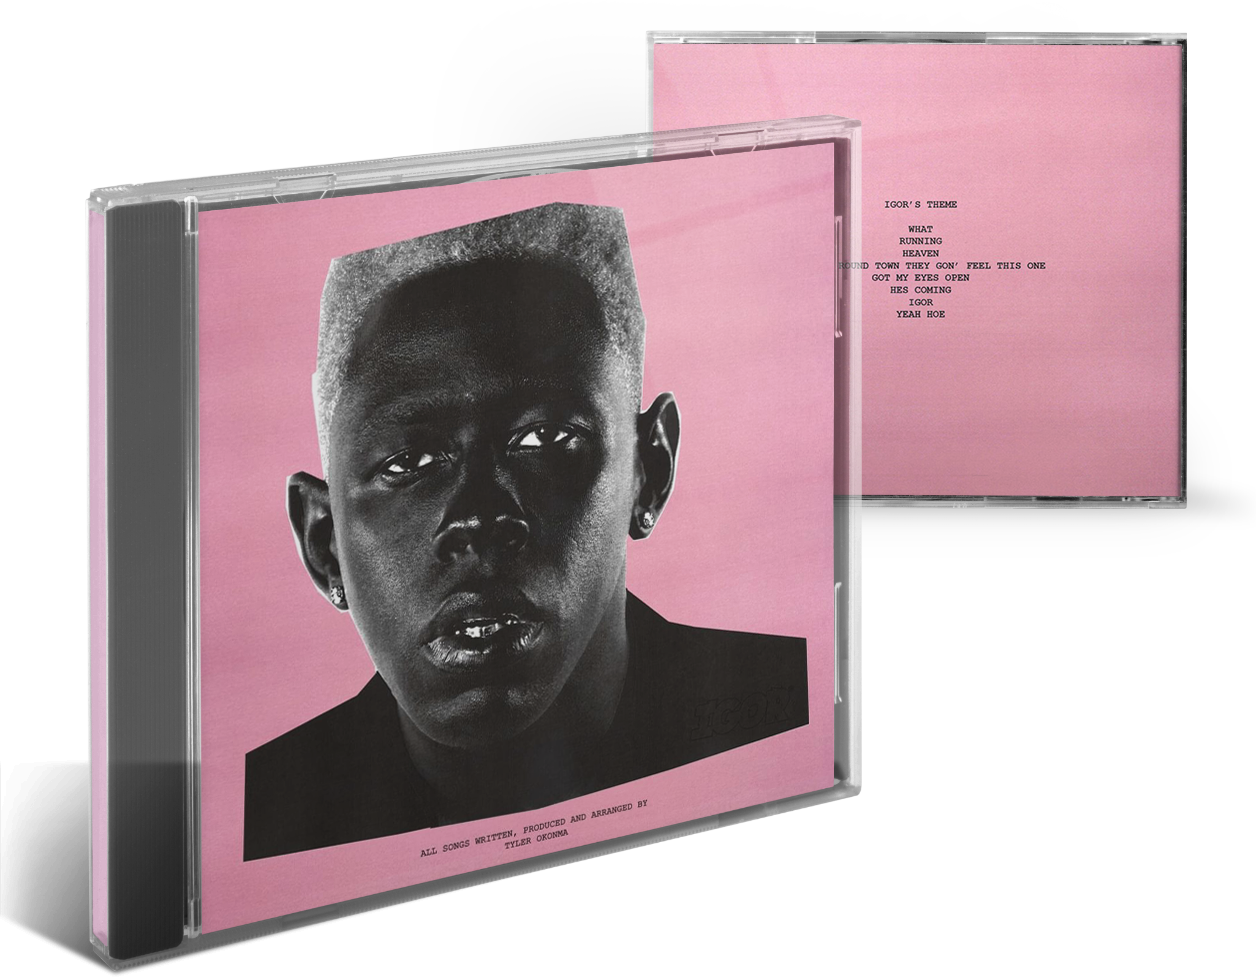 IGOR'S THEME
WHAT
RUNNING
HEAVEN
ROUND TOWN THEY GON' FEEL THIS ONE
GOT MY EYES OPEN
HES COMING
IGOR
YEAH HOE
IGOR
ALL SONGS WRITTEN, PRODUCED AND ARRANGED BY
TYLER OKONMA